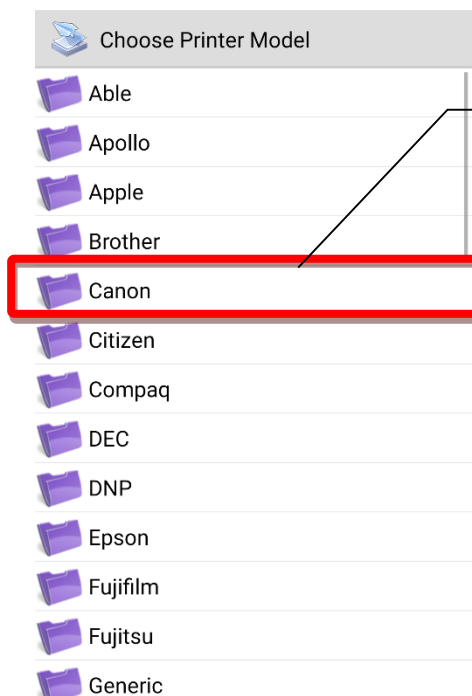 Choose Printer Model
Able
Apollo
Apple
Brother
Canon
Citizen
Compaq
DEC
DNP
Epson
Fujifilm
Fujitsu
Generic